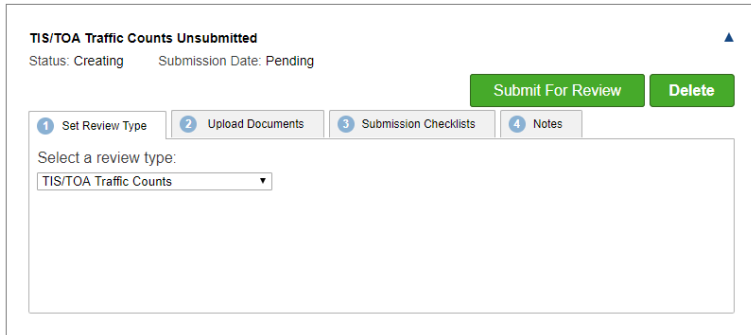 TIS/TOA Traffic Counts Unsubmitted
Status: Creating Submission Date: Pending
Submit For Review Delete
1 Set Review Type 2 Upload Documents 3 Submission Checklists 4 Notes
Select a review type:
TIS/TOA Traffic Counts